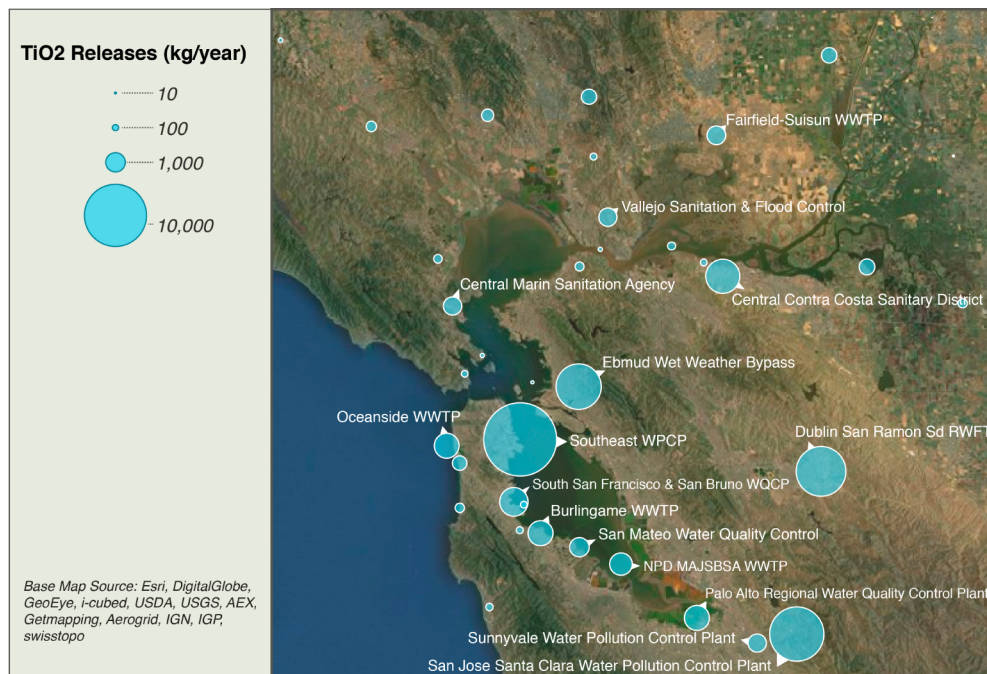 TiO2 Releases (kg/year)
10
100
1,000
10,000
Base Map Source: Esri, DigitalGlobe,
GeoEye, i-cubed, USDA, USGS, AEX,
Getmapping, Aerogrid, IGN, IGP,
swisstopo
Fairfield-Suisun WWTP
Vallejo Sanitation & Flood Control
Central Marin Sanitation Agency
Central Contra Costa Sanitary District
Ebmud Wet Weather Bypass
Oceanside WWTP
Southeast WPCP
Dublin San Ramon Sd RWFT
South San Francisco & San Bruno WQCP
Burlingame WWTP
San Mateo Water Quality Control
NPD MAJSBSA WWTP
Palo Alto Regional Water Quality Control Plant
Sunnyvale Water Pollution Control Plant
San Jose Santa Clara Water Pollution Control Plant